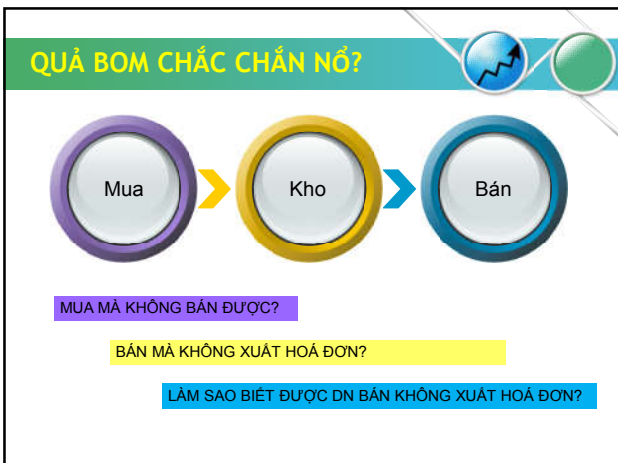 QUẢ BOM CHẮC CHẮN NỔ?
Mua
Kho
Bán
MUA MÀ KHÔNG BÁN ĐƯỢC?
BÁN MÀ KHÔNG XUẤT HOÁ ĐƠN?
LÀM SAO BIẾT ĐƯỢC DN BÁN KHÔNG XUẤT HOÁ ĐƠN?